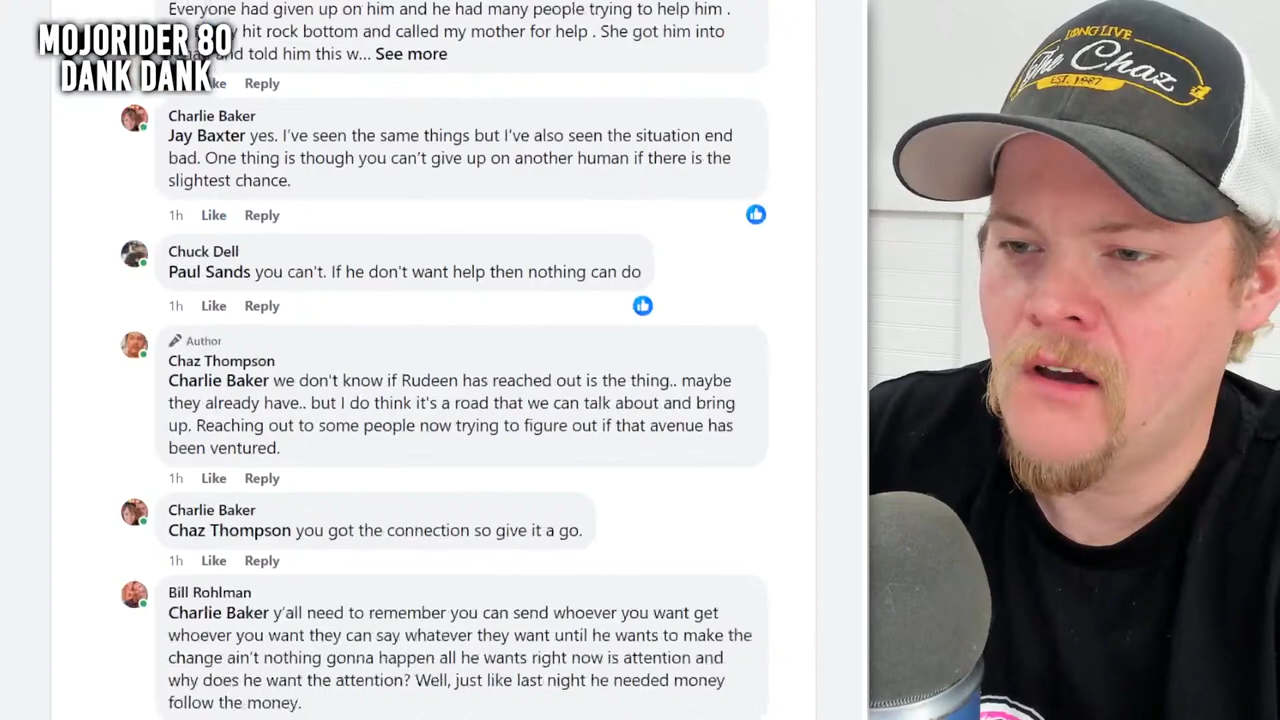 Everyone had given up on him and he had many people trying to help him .
hit rock bottom and called my mother for help . She got him into
and told him this w... See more
Reply
MOJORIDER 80
DANK DANK
Charlie Baker
Jay Baxter yes. I've seen the same things but I've also seen the situation end
bad. One thing is though you can't give up on another human if there is the
slightest chance.
1h Like Reply
Chuck Dell
Paul Sands you can't. If he don't want help then nothing can do
1h Like Reply
Author
Chaz Thompson
Charlie Baker we don't know if Rudeen has reached out is the thing.. maybe
they already have.. but I do think it's a road that we can talk about and bring
up. Reaching out to some people now trying to figure out if that avenue has
been ventured.
1h Like Reply
Charlie Baker
Chaz Thompson you got the connection so give it a go.
1h Like Reply
Bill Rohlman
Charlie Baker y'all need to remember you can send whoever you want get
whoever you want they can say whatever they want until he wants to make the
change ain't nothing gonna happen all he wants right now is attention and
why does he want the attention? Well, just like last night he needed money
follow the money.
LONG LIVE
The Chaz
EST. 1987